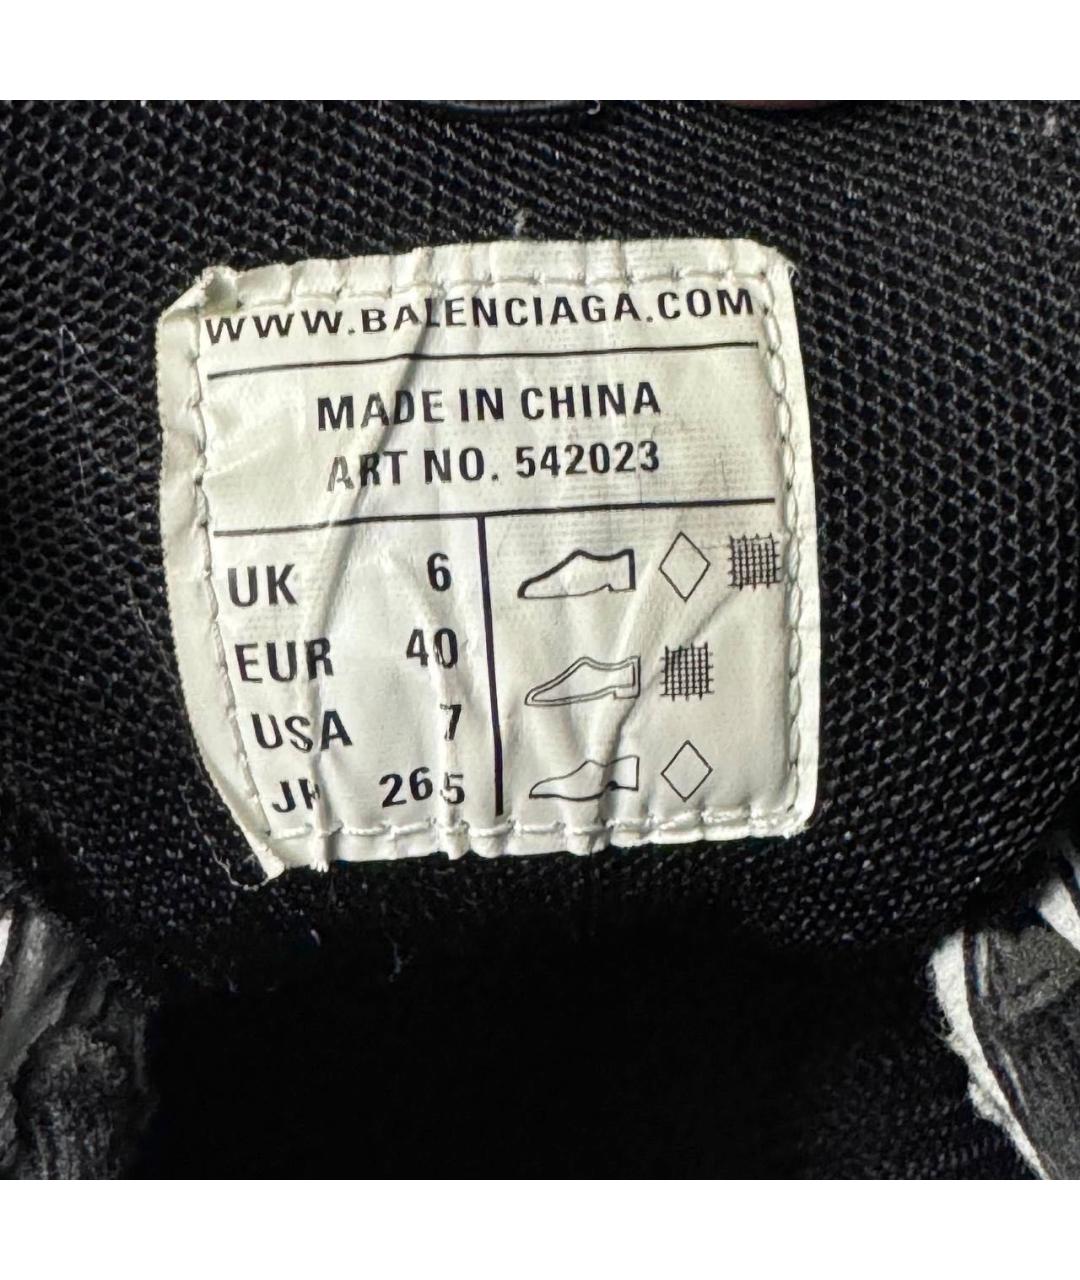 WWW.BALENCIAGA.COM
MADE IN CHINA
ART NO. 542023
UK 6
EUR 40
USA 7
265